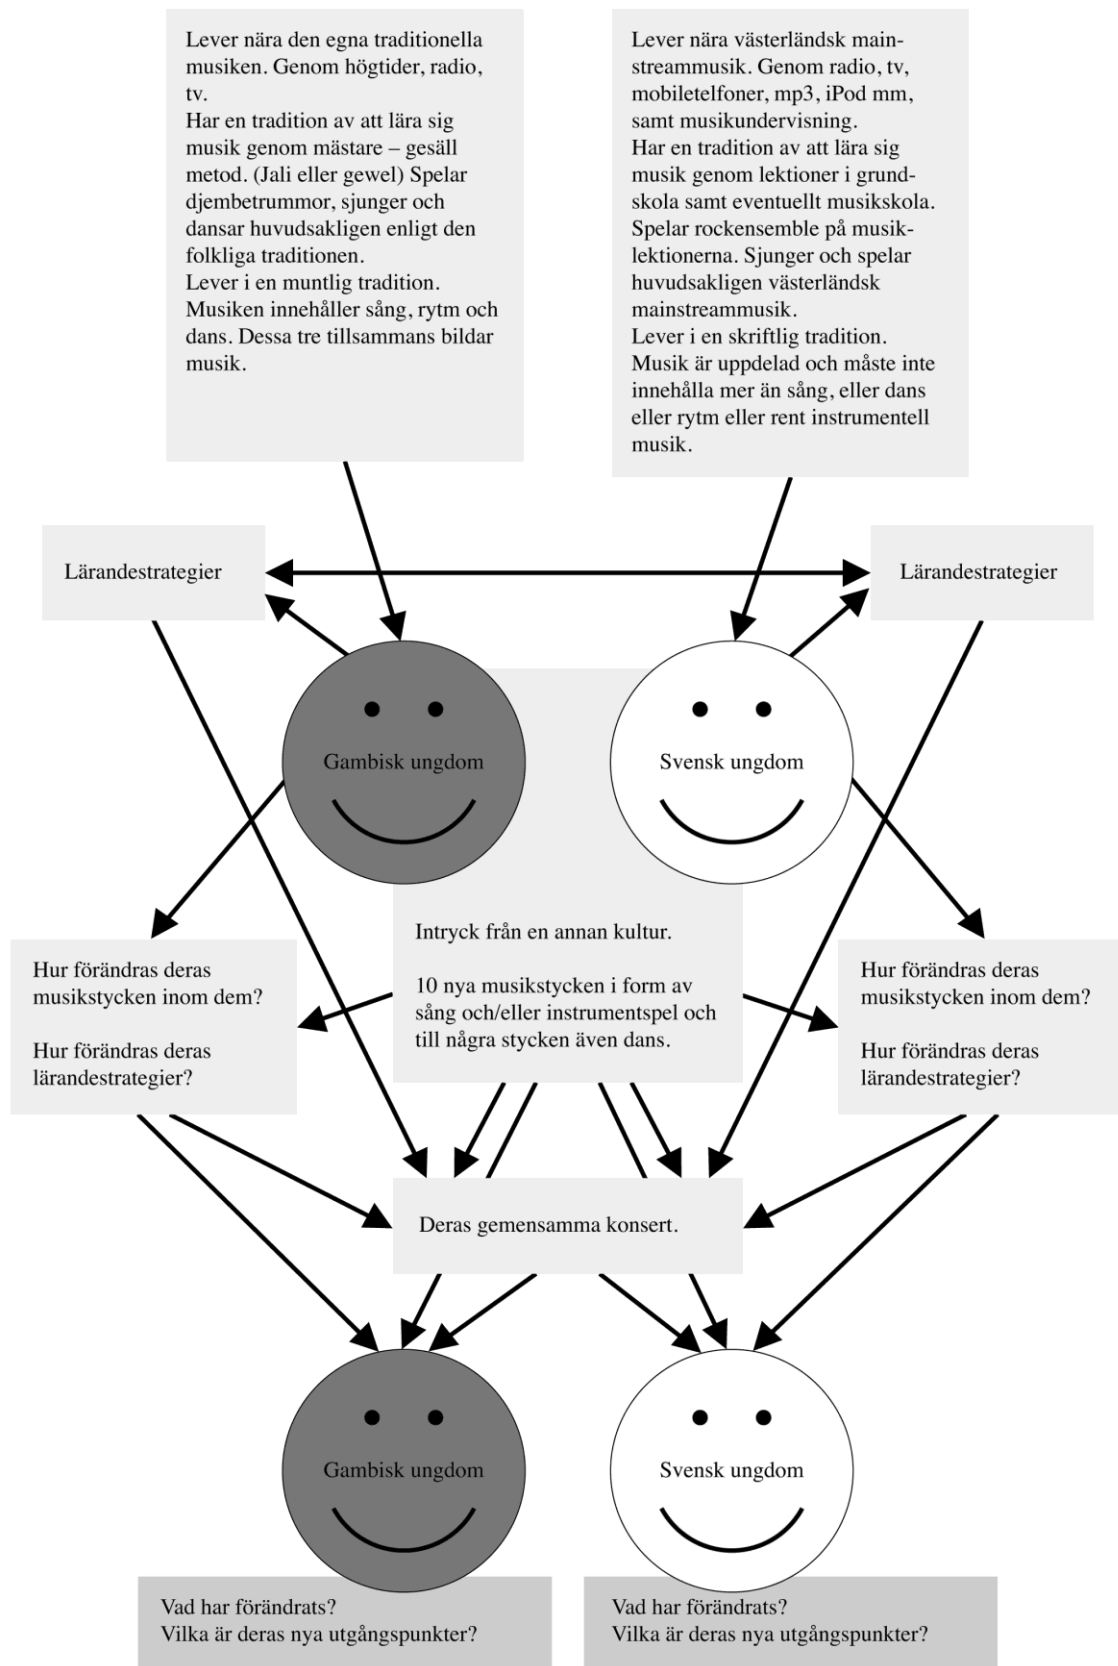 Lever nära den egna traditionella
musiken. Genom högtider, radio,
tv.
Har en tradition av att lära sig
musik genom mästare – gesäll
metod. (Jali eller gewel) Spelar
djembetrummor, sjunger och
dansar huvudsakligen enligt den
folkliga traditionen.
Lever i en muntlig tradition.
Musiken innehåller sång, rytm och
dans. Dessa tre tillsammans bildar
musik.
Lever nära västerländsk main-
streammusik. Genom radio, tv,
mobiletelfoner, mp3, iPod mm,
samt musikundervisning.
Har en tradition av att lära sig
musik genom lektioner i grund-
skola samt eventuellt musikskola.
Spelar rockensemble på musik-
lektionerna. Sjunger och spelar
huvudsakligen västerländsk
mainstreammusik.
Lever i en skriftlig tradition.
Musik är uppdelad och måste inte
innehålla mer än sång, eller dans
eller rytm eller rent instrumentell
musik.
Lärandestrategier
Lärandestrategier
Gambisk ungdom
Svensk ungdom
Intryck från en annan kultur.
10 nya musikstycken i form av
sång och/eller instrumentspel och
till några stycken även dans.
Hur förändras deras
musikstycken inom dem?
Hur förändras deras
lärandestrategier?
Hur förändras deras
musikstycken inom dem?
Hur förändras deras
lärandestrategier?
Deras gemensamma konsert.
Gambisk ungdom
Svensk ungdom
Vad har förändrats?
Vilka är deras nya utgångspunkter?
Vad har förändrats?
Vilka är deras nya utgångspunkter?